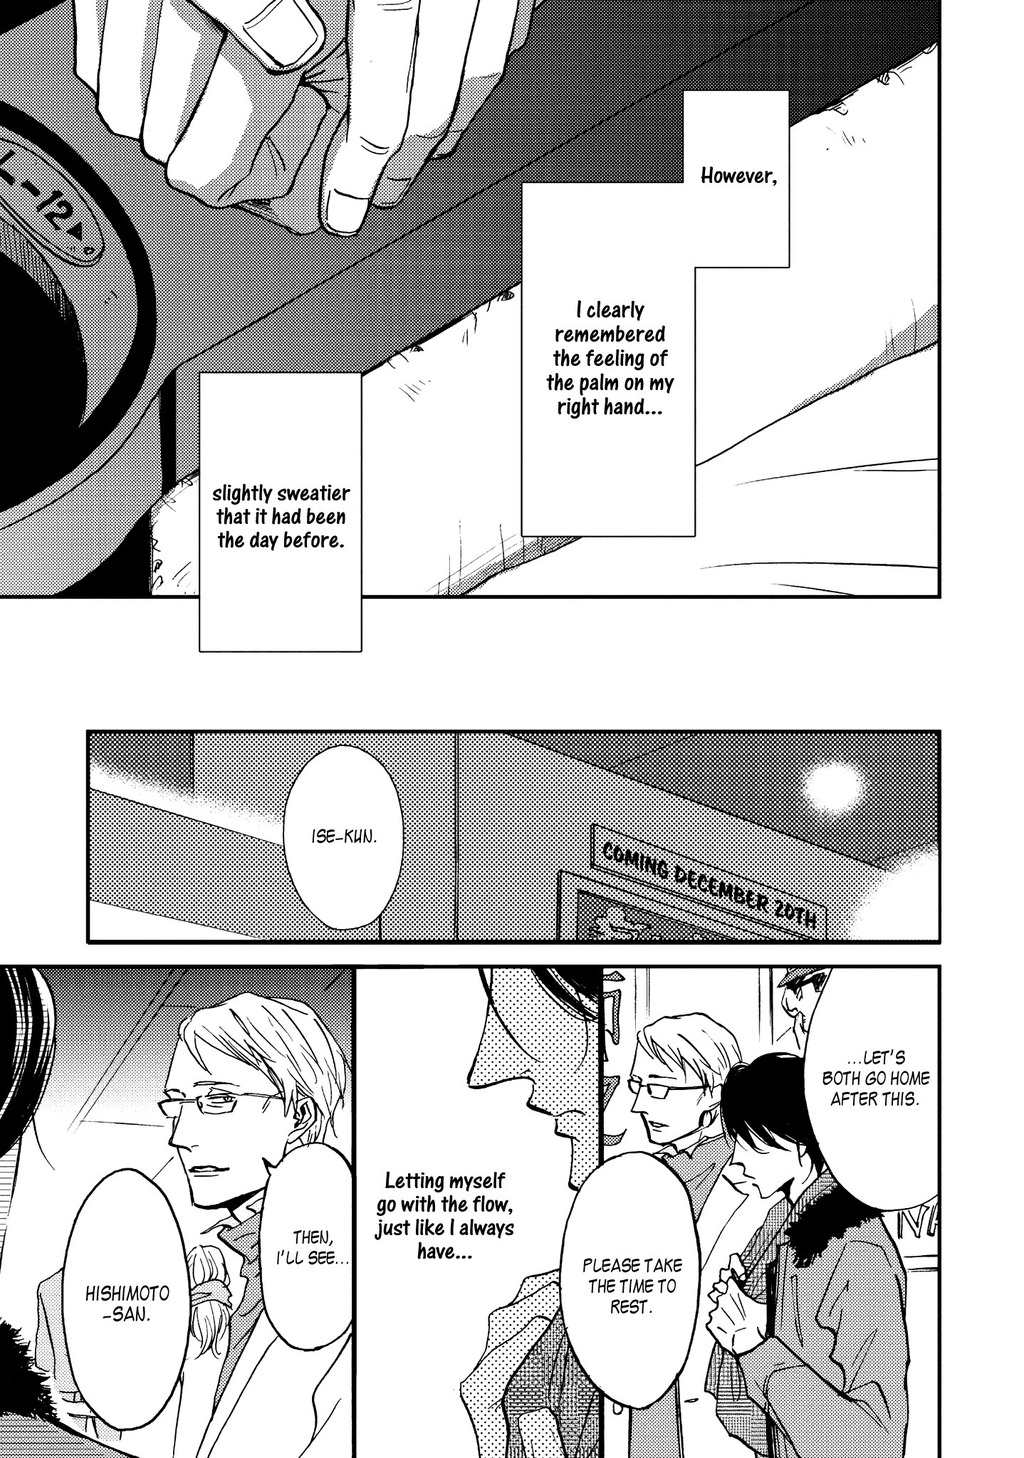 However,
I clearly
remembered
the feeling of
the palm on my
right hand...
slightly sweatier
that it had been
the day before.
L-12
ISE-KUN.
COMING DECEMBER 20TH
...LET'S
BOTH GO HOME
AFTER THIS.
PLEASE TAKE
THE TIME TO
REST.
Letting myself
go with the flow,
just like I always
have...
THEN,
I'LL SEE...
HISHIMOTO
-SAN.